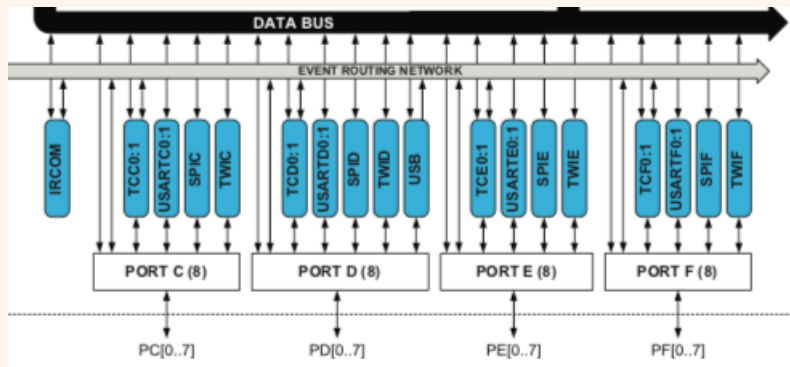 DATA BUS
EVENT ROUTING NETWORK
IRCOM
TCC0:1
USARTC0:1
SPIC
TWIC
TCD0:1
USARTD0:1
SPID
TWID
USB
TCE0:1
USARTE0:1
SPIE
TWIE
TCF0:1
USARTF0:1
SPIF
TWIF
PORT C (8)
PORT D (8)
PORT E (8)
PORT F (8)
PC[0..7]
PD[0..7]
PE[0..7]
PF[0..7]